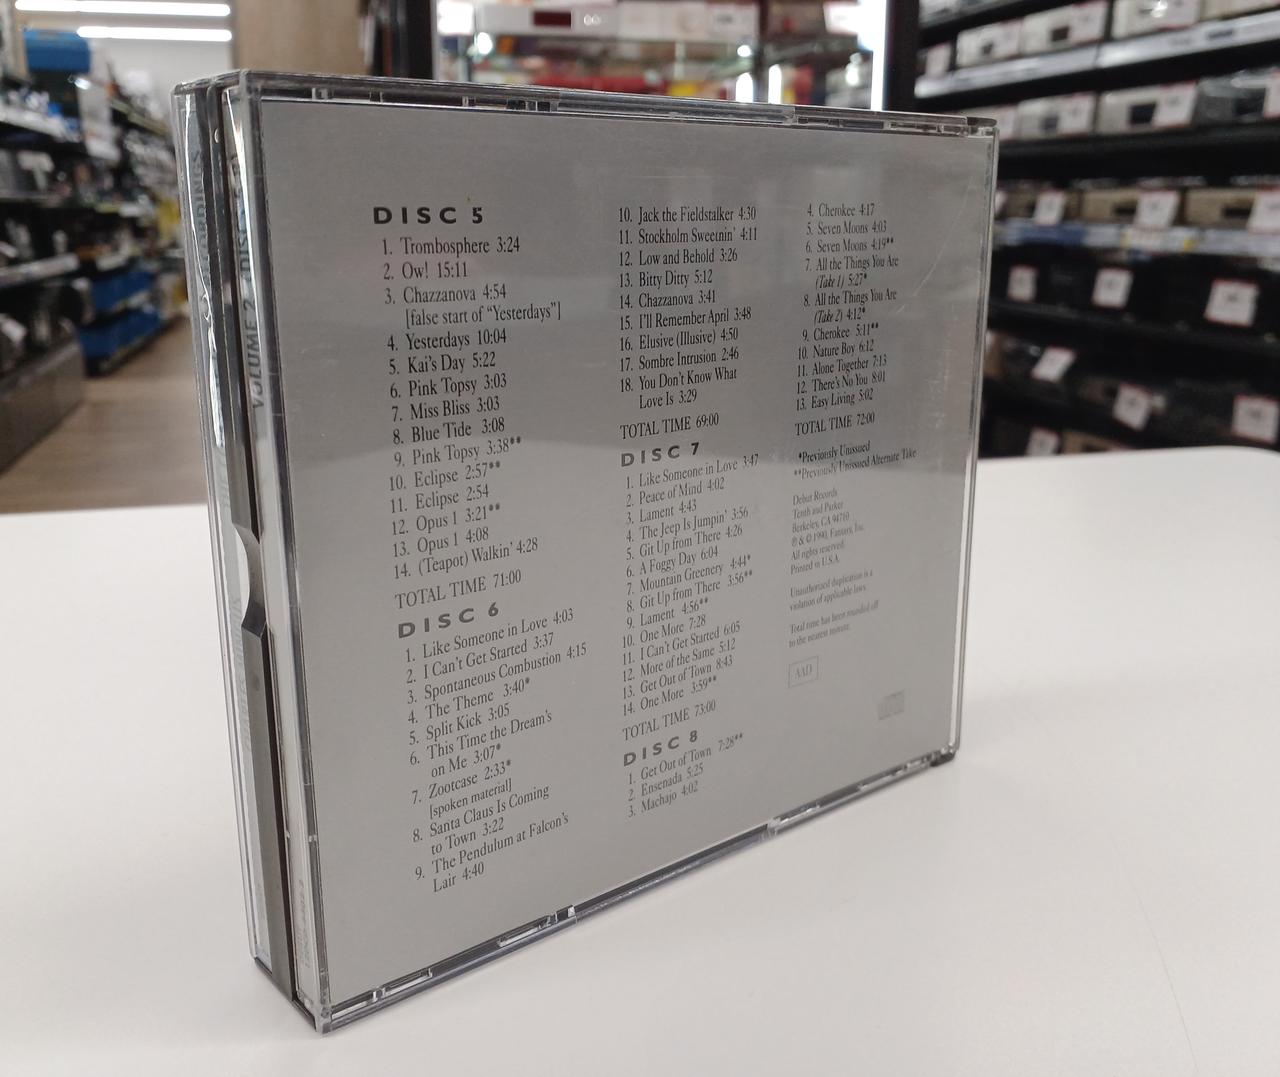 VOLUME 2
DISC 5
1. Trombosphere 3:24
2. Ow! 15:11
3. Chazzanova 4:54
[false start of “Yesterdays”]
4. Yesterdays 10:04
5. Kai's Day 5:22
6. Pink Topsy 3:03
7. Miss Bliss 3:03
8. Blue Tide 3:08
9. Pink Topsy 3:38**
10. Eclipse 2:57**
11. Eclipse 2:54
12. Opus 1 3:21**
13. Opus 1 4:08
14. (Teapot) Walkin' 4:28
TOTAL TIME 71:00
DISC 6
1. Like Someone in Love 4:03
2. I Can't Get Started 3:37
3. Spontaneous Combustion 4:15
4. The Theme 3:40*
5. Split Kick 3:05
6. This Time the Dream's
on Me 3:07*
7. Zootcase 2:33*
[spoken material]
8. Santa Claus Is Coming
to Town 3:22
9. The Pendulum at Falcon's
Lair 4:40
10. Jack the Fieldstalker 4:30
11. Stockholm Sweetnin' 4:11
12. Low and Behold 3:26
13. Bitty Ditty 5:12
14. Chazzanova 3:41
15. I'll Remember April 3:48
16. Elusive (Illusive) 4:50
17. Sombre Intrusion 2:46
18. You Don't Know What
Love Is 3:29
TOTAL TIME 69:00
DISC 7
1. Like Someone in Love 3:47
2. Peace of Mind 4:02
3. Lament 4:43
4. The Jeep Is Jumpin' 3:56
5. Git Up from There 4:26
6. A Foggy Day 6:04
7. Mountain Greenery 4:44*
8. Git Up from There 3:56**
9. Lament 4:56**
10. One More 7:28
11. I Can't Get Started 6:05
12. More of the Same 5:12
13. Get Out of Town 8:43
14. One More 3:59**
TOTAL TIME 73:00
DISC 8
1. Get Out of Town 7:28**
2. Ensenada 5:25
3. Machajo 4:02
4. Cherokee 4:17
5. Seven Moons 4:03
6. Seven Moons 4:19**
7. All the Things You Are
(Take 1) 5:27*
8. All the Things You Are
(Take 2) 4:12*
9. Cherokee 5:11**
10. Nature Boy 6:12
11. Alone Together 7:13
12. There's No You 8:01
13. Easy Living 5:02
TOTAL TIME 72:00
*Previously Unissued
**Previously Unissued Alternate Take
Debut Records
Tenth and Parker
Berkeley, CA 94710
℗ & © 1990, Fantasy, Inc.
All rights reserved.
Printed in U.S.A.
Unauthorized duplication is a
violation of applicable laws.
Total time has been rounded off
to the nearest minute.
AAD